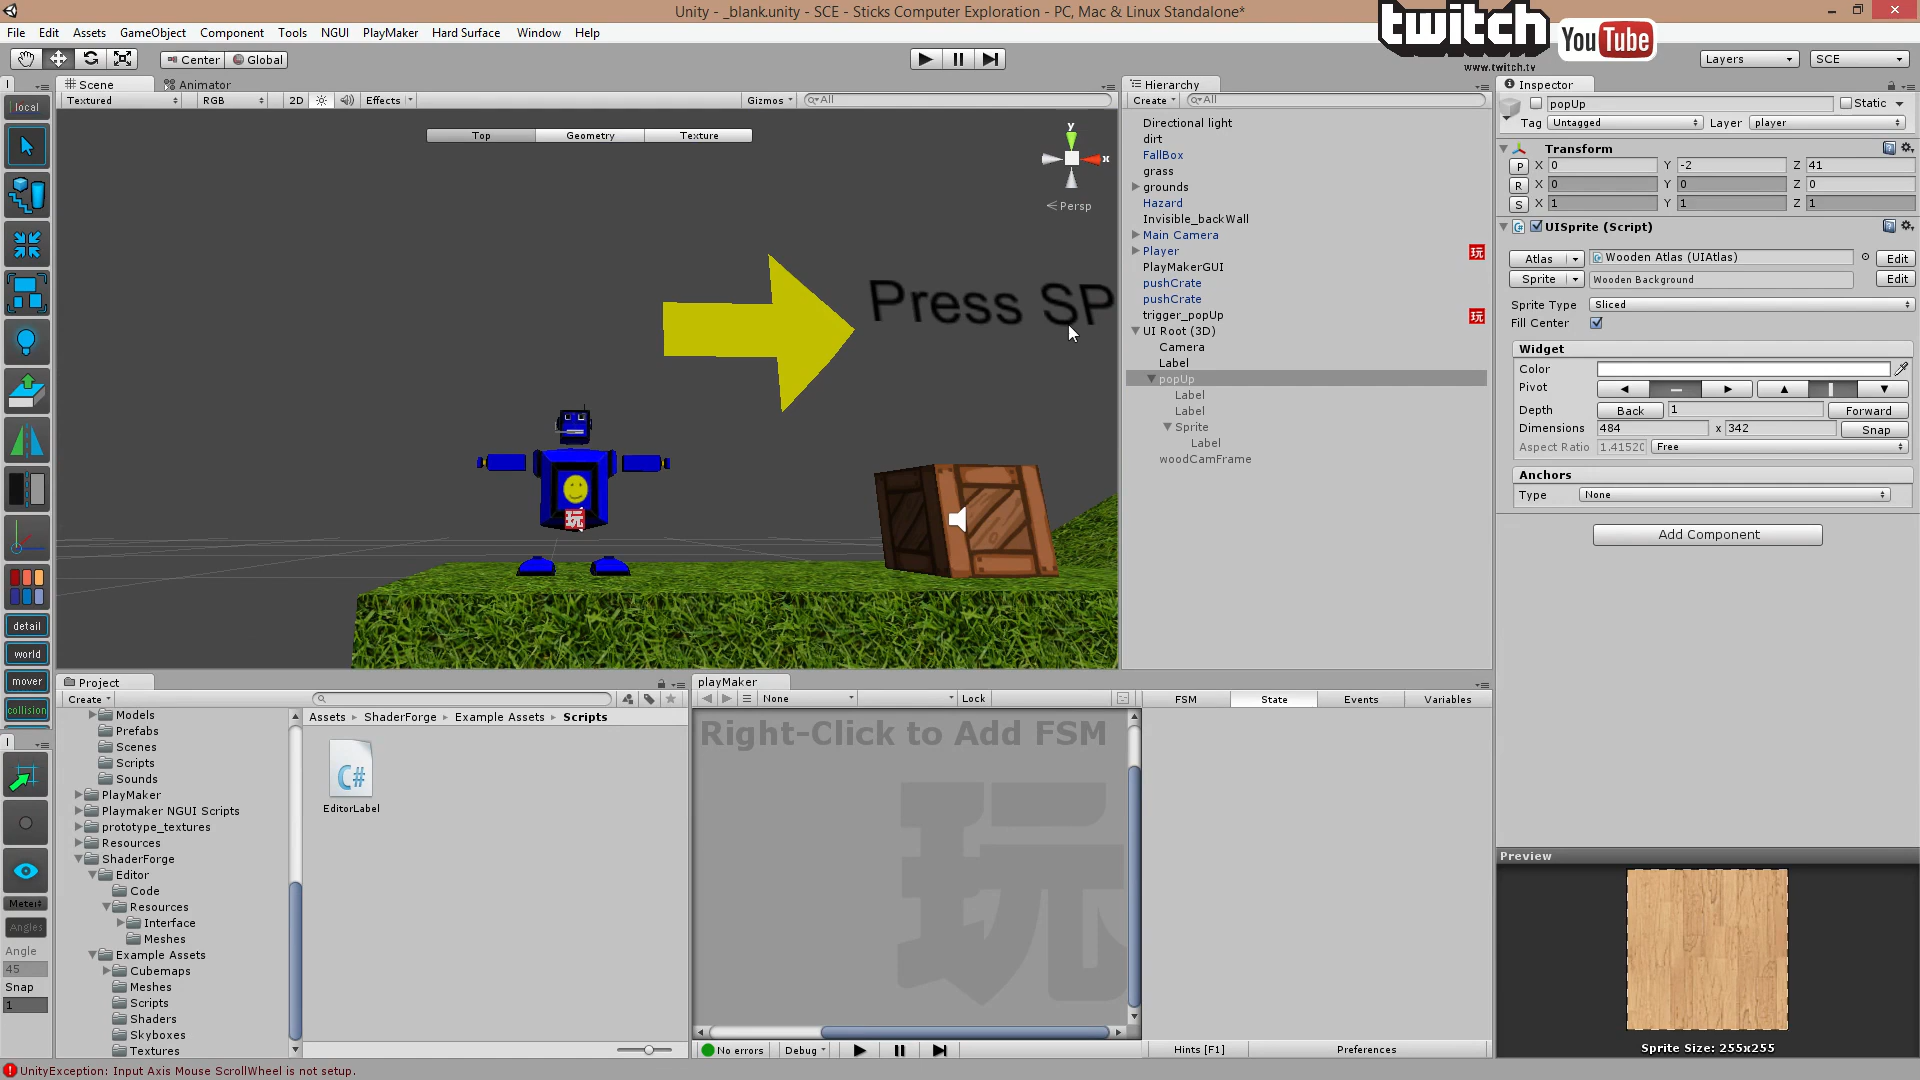 Unity - _blank.unity - SCE - Sticks Computer Exploration - PC, Mac & Linux Standalone*
twitch
YouTube
www.twitch.tv
File Edit Assets GameObject Component Tools NGUI PlayMaker Hard Surface Window Help
Center Global
Layers SCE
Scene Animator
Textured RGB 2D Effects Gizmos All
local
Top Geometry Texture
y
x
Persp
Press SP
detail
world
mover
collision
Angles
Angle
45
Snap
1
Hierarchy
Create All
Directional light
dirt
FallBox
grass
grounds
Hazard
Invisible_backWall
Main Camera
Player 玩
PlayMakerGUI
pushCrate
pushCrate
trigger_popUp 玩
UI Root (3D)
Camera
Label
popUp
Label
Label
Sprite
Label
woodCamFrame
Inspector
popUp Static
Tag Untagged Layer player
Transform
P X 0 Y -2 Z 41
R X 0 Y 0 Z 0
S X 1 Y 1 Z 1
UISprite (Script)
Atlas Wooden Atlas (UIAtlas) Edit
Sprite Wooden Background Edit
Sprite Type Sliced
Fill Center
Widget
Color
Pivot
Depth Back 1 Forward
Dimensions 484 x 342 Snap
Aspect Ratio 1.4152 Free
Anchors
Type None
Add Component
Preview
Sprite Size: 255x255
Project
Create
Models
Prefabs
Scenes
Scripts
Sounds
PlayMaker
Playmaker NGUI Scripts
prototype_textures
Resources
ShaderForge
Editor
Code
Resources
Interface
Meshes
Example Assets
Cubemaps
Meshes
Scripts
Shaders
Skyboxes
Textures
Assets ShaderForge Example Assets Scripts
C#
EditorLabel
playMaker
None Lock
FSM State Events Variables
Right-Click to Add FSM
玩
No errors Debug
Hints [F1] Preferences
UnityException: Input Axis Mouse ScrollWheel is not setup.